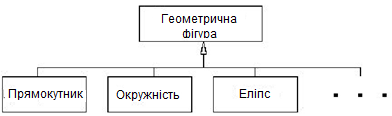 Геометрична
фігура
Прямокутник
Окружність
Еліпс
. . .